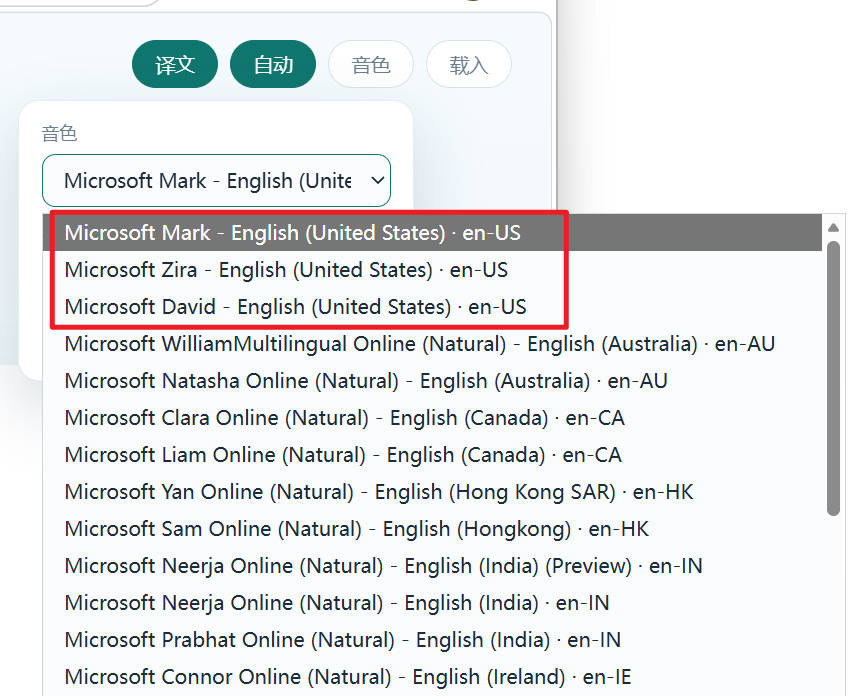 译文 自动 音色 载入
音色
Microsoft Mark - English (Unite
Microsoft Mark - English (United States) · en-US
Microsoft Zira - English (United States) · en-US
Microsoft David - English (United States) · en-US
Microsoft WilliamMultilingual Online (Natural) - English (Australia) · en-AU
Microsoft Natasha Online (Natural) - English (Australia) · en-AU
Microsoft Clara Online (Natural) - English (Canada) · en-CA
Microsoft Liam Online (Natural) - English (Canada) · en-CA
Microsoft Yan Online (Natural) - English (Hong Kong SAR) · en-HK
Microsoft Sam Online (Natural) - English (Hongkong) · en-HK
Microsoft Neerja Online (Natural) - English (India) (Preview) · en-IN
Microsoft Neerja Online (Natural) - English (India) · en-IN
Microsoft Prabhat Online (Natural) - English (India) · en-IN
Microsoft Connor Online (Natural) - English (Ireland) · en-IE